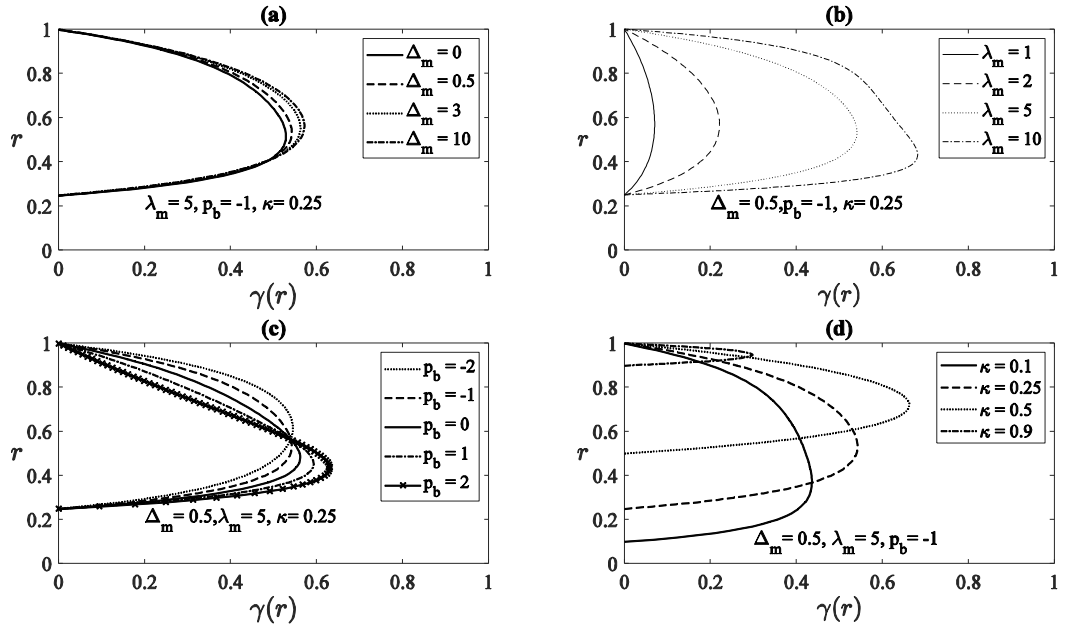 (a)
1
0.8
0.6
0.4
0.2
0
r
Δm = 0
Δm = 0.5
Δm = 3
Δm = 10
λm= 5, pb= -1, κ= 0.25
0 0.2 0.4 0.6 0.8 1
γ(r)
(b)
1
0.8
0.6
0.4
0.2
0
r
λm = 1
λm = 2
λm = 5
λm = 10
Δm= 0.5,pb= -1, κ= 0.25
0 0.2 0.4 0.6 0.8 1
γ(r)
(c)
1
0.8
0.6
0.4
0.2
0
r
pb = -2
pb = -1
pb = 0
pb = 1
pb = 2
Δm= 0.5,λm= 5, κ= 0.25
0 0.2 0.4 0.6 0.8 1
γ(r)
(d)
1
0.8
0.6
0.4
0.2
0
r
κ = 0.1
κ = 0.25
κ = 0.5
κ = 0.9
Δm= 0.5, λm= 5, pb= -1
0 0.2 0.4 0.6 0.8 1
γ(r)